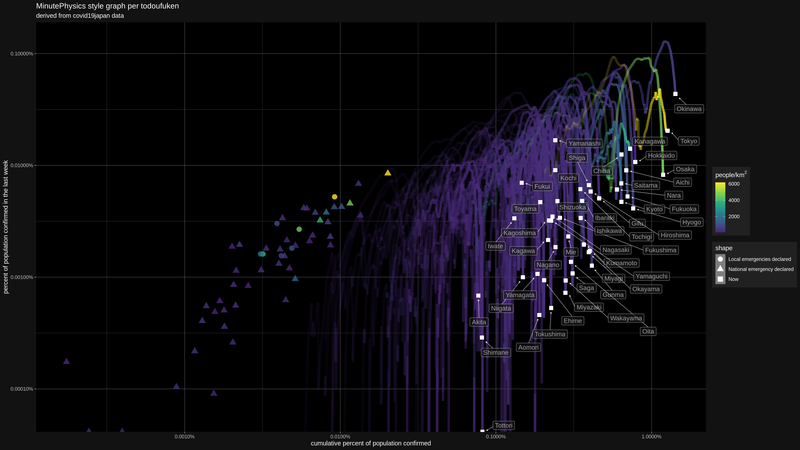 MinutePhysics style graph per todoufuken
derived from covid19japan data
percent of population confirmed in the last week
0.10000%
0.01000%
0.00100%
0.00010%
Okinawa
Tokyo
Kanagawa
Yamanashi
Hokkaido
Shiga
Osaka
Chiba
Aichi
Kochi
Saitama
Fukui
Nara
Toyama
Shizuoka
Kyoto
Fukuoka
Ibaraki
Gifu
Hyogo
Iwate
Kagoshima
Ishikawa
Tochigi
Hiroshima
Kagawa
Mie
Nagasaki
Fukushima
Nagano
Kumamoto
Miyagi
Yamaguchi
Yamagata
Saga
Gunma
Okayama
Niigata
Miyazaki
Wakayama
Akita
Ehime
Oita
Tokushima
Shimane
Aomori
Tottori
0.0010%
0.0100%
0.1000%
1.0000%
cumulative percent of population confirmed
people/km²
6000
4000
2000
shape
Local emergencies declared
National emergency declared
Now